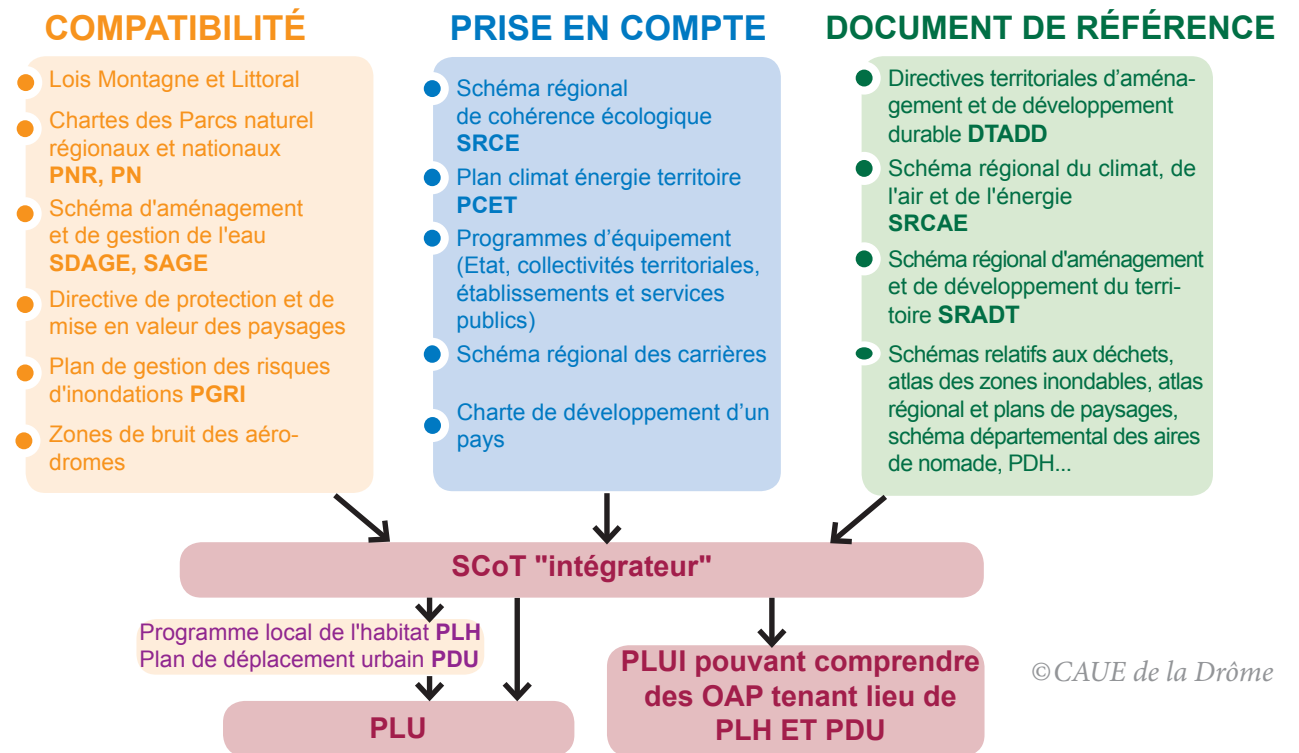 COMPATIBILITÉ
Lois Montagne et Littoral
Chartes des Parcs naturel
régionaux et nationaux
PNR, PN
Schéma d'aménagement
et de gestion de l'eau
SDAGE, SAGE
Directive de protection et de
mise en valeur des paysages
Plan de gestion des risques
d'inondations PGRI
Zones de bruit des aéro-
dromes
PRISE EN COMPTE
Schéma régional
de cohérence écologique
SRCE
Plan climat énergie territoire
PCET
Programmes d’équipement
(Etat, collectivités territoriales,
établissements et services
publics)
Schéma régional des carrières
Charte de développement d’un
pays
DOCUMENT DE RÉFÉRENCE
Directives territoriales d’aména-
gement et de développement
durable DTADD
Schéma régional du climat, de
l'air et de l'énergie
SRCAE
Schéma régional d'aménagement
et de développement du terri-
toire SRADT
Schémas relatifs aux déchets,
atlas des zones inondables, atlas
régional et plans de paysages,
schéma départemental des aires
de nomade, PDH...
SCoT "intégrateur"
Programme local de l'habitat PLH
Plan de déplacement urbain PDU
PLU
PLUI pouvant comprendre
des OAP tenant lieu de
PLH ET PDU
©CAUE de la Drôme